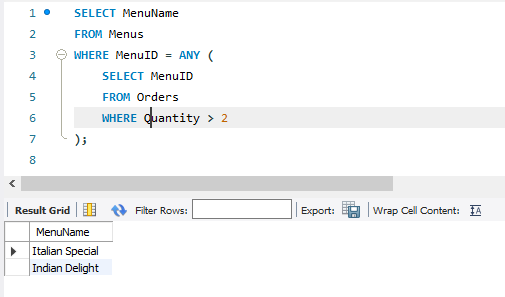 1 SELECT MenuName
2 FROM Menus
3 WHERE MenuID = ANY (
4 SELECT MenuID
5 FROM Orders
6 WHERE Quantity > 2
7 );
8
Result Grid Filter Rows: Export: Wrap Cell Content:
MenuName
Italian Special
Indian Delight